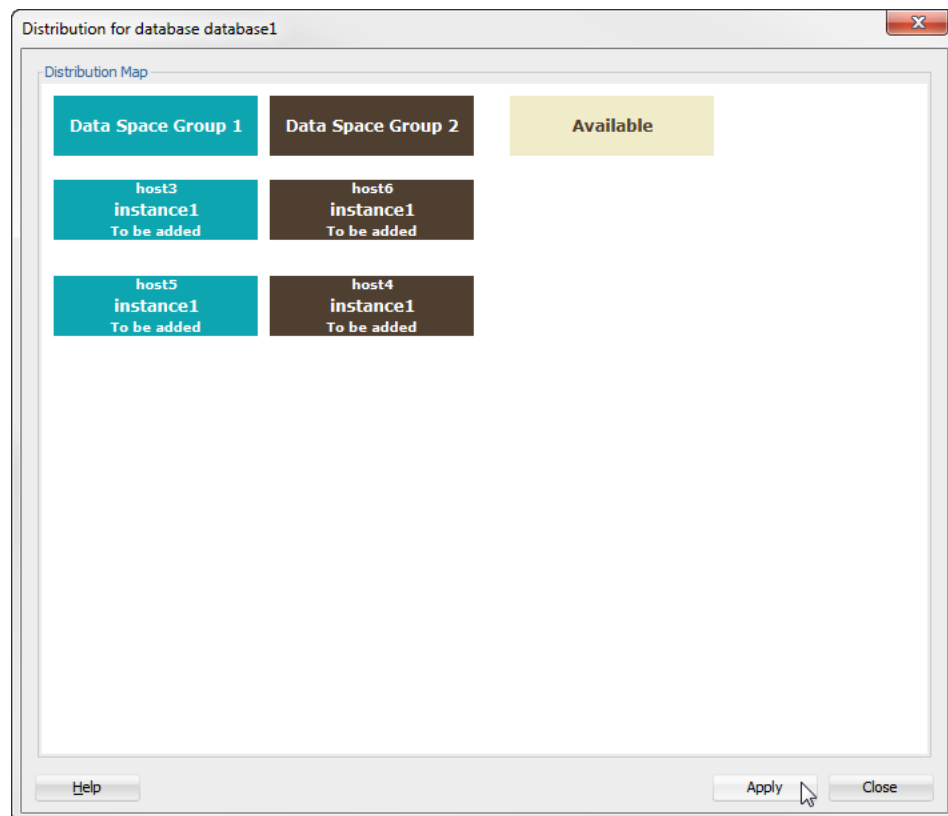 Distribution for database database1
Distribution Map
Data Space Group 1
Data Space Group 2
Available
host3
instance1
To be added
host6
instance1
To be added
host5
instance1
To be added
host4
instance1
To be added
Help
Apply
Close